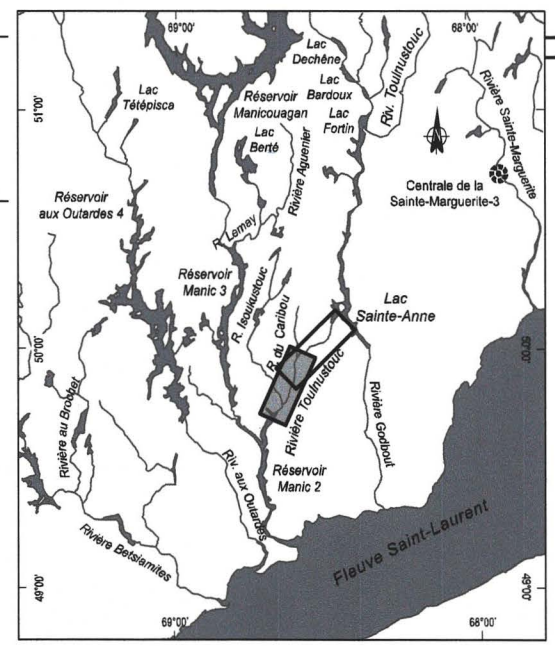 69°00'
68°00'
Lac
Dechêne
Lac
Bardoux
Lac
Fortin
Riv. Toulnustouc
Rivière Sainte-Marguerite
51°00'
51°00'
Lac
Tétépisca
Réservoir
Manicouagan
Lac
Berté
Rivière Aguenier
Centrale de la
Sainte-Marguerite-3
Réservoir
aux Outardes 4
R. Lemay
Réservoir
Manic 3
R. Isoukustouc
R. du Caribou
Lac
Sainte-Anne
50°00'
50°00'
Rivière Toulnustouc
Rivière au Brochet
Rivière Godbout
Riv. aux Outardes
Réservoir
Manic 2
Rivière Betsiamites
Fleuve Saint-Laurent
49°00'
49°00'
69°00'
68°00'